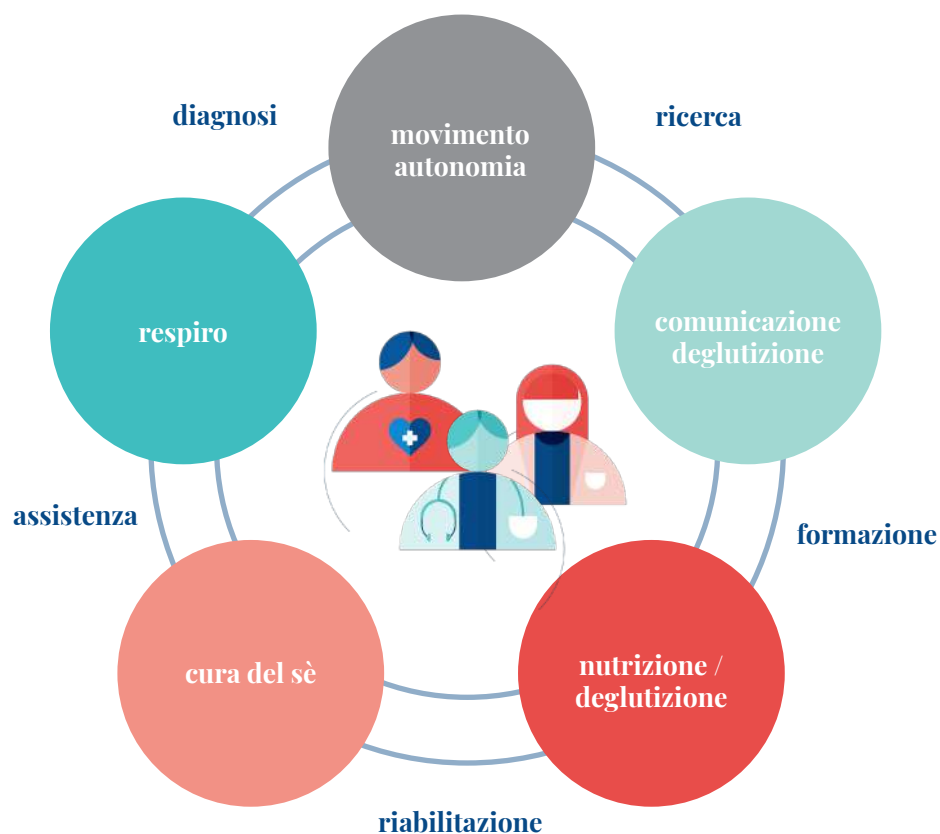 diagnosi
ricerca
movimento
autonomia
respiro
comunicazione
deglutizione
assistenza
formazione
cura del sè
nutrizione /
deglutizione
riabilitazione